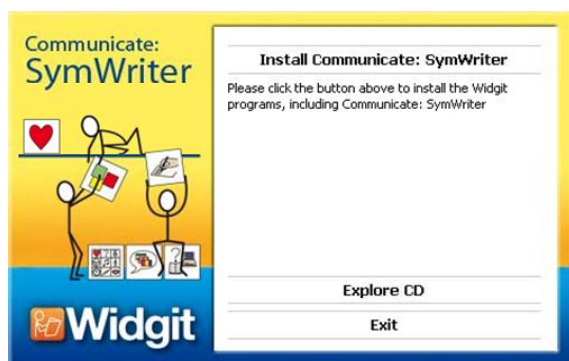 Communicate:
SymWriter
Install Communicate: SymWriter
Please click the button above to install the Widgit
programs, including Communicate: SymWriter
Explore CD
Exit
Widgit